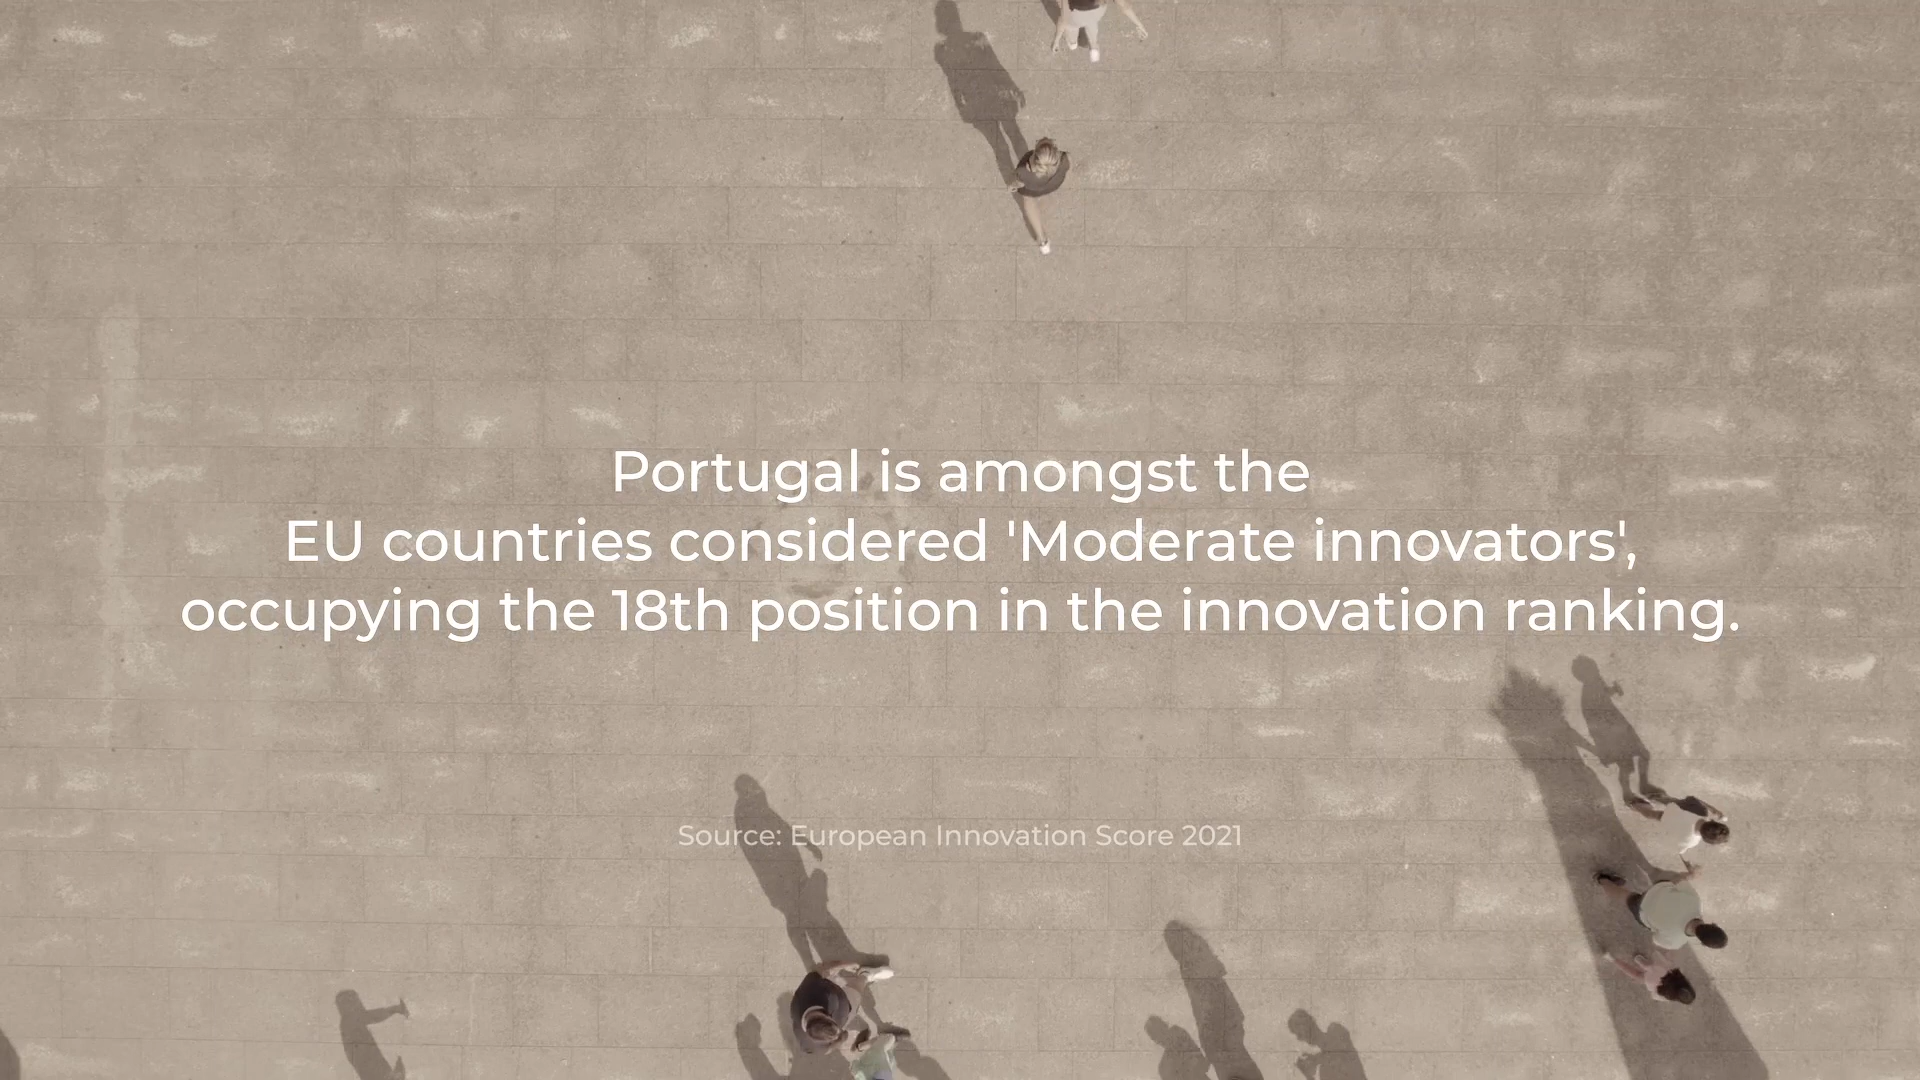 Portugal is amongst the
EU countries considered 'Moderate innovators',
occupying the 18th position in the innovation ranking.
Source: European Innovation Score 2021